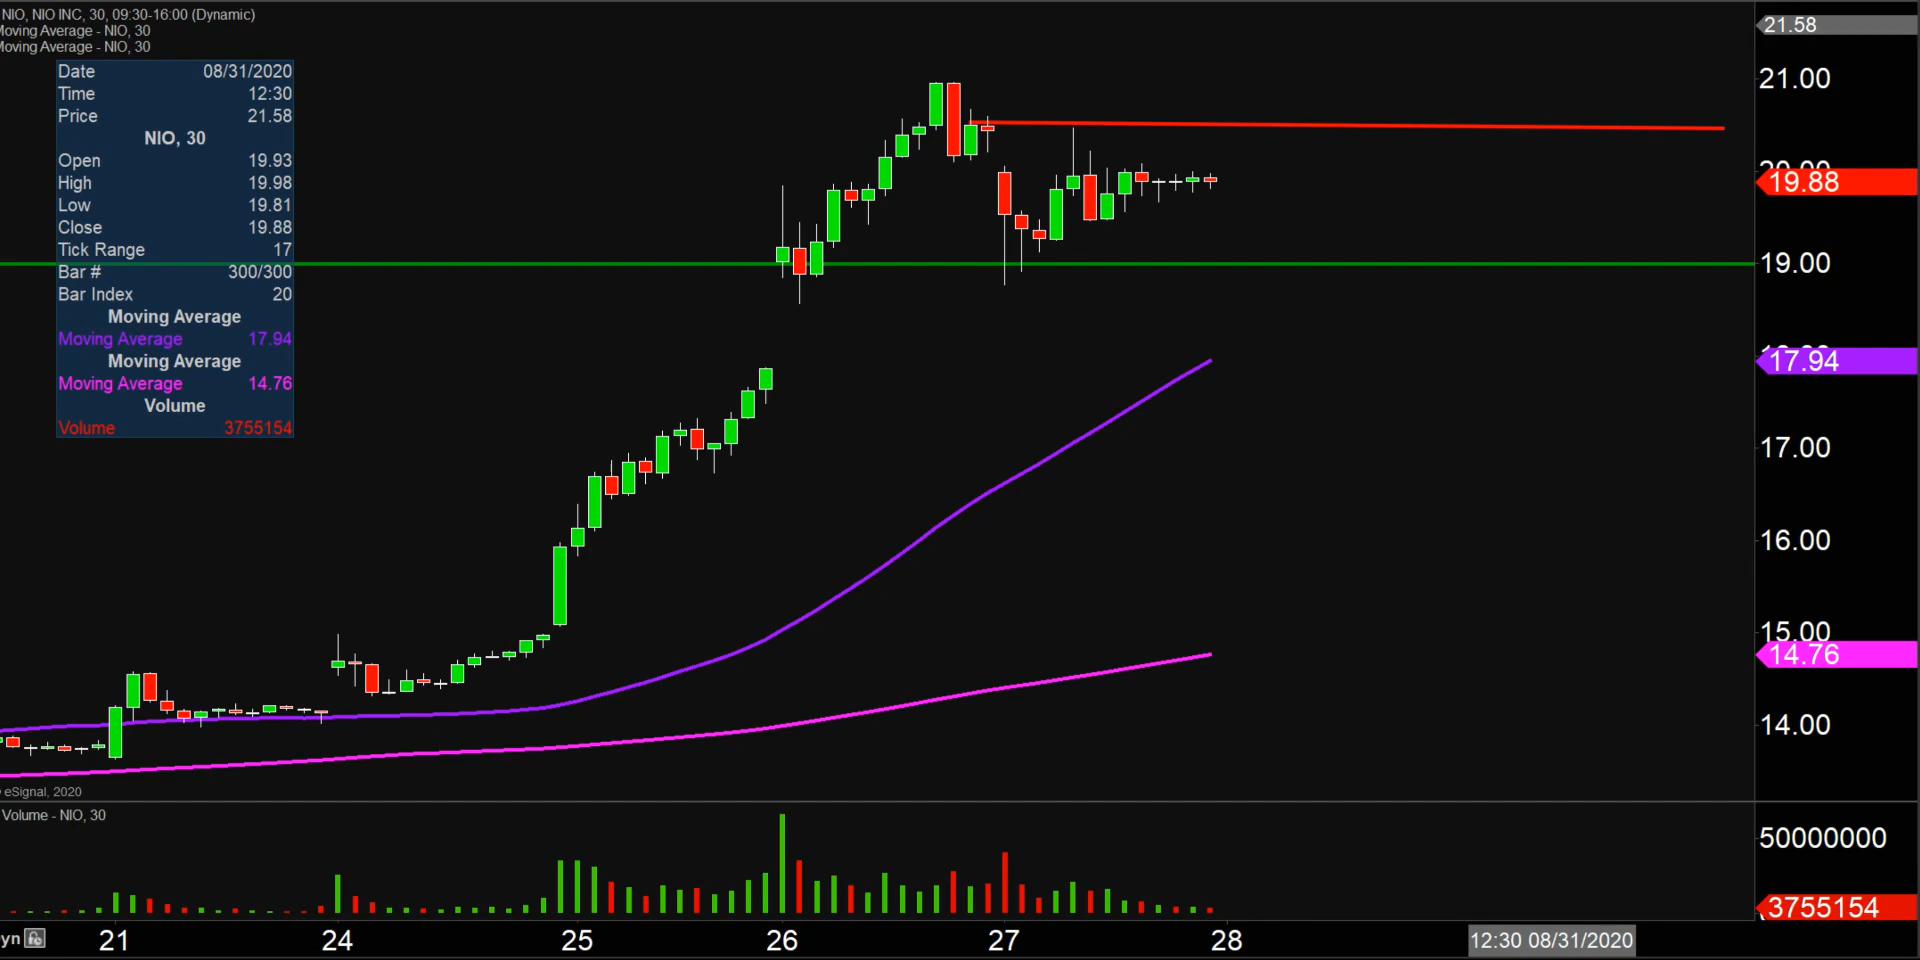 NIO, NIO INC, 30, 09:30-16:00 (Dynamic)
Moving Average - NIO, 30
Moving Average - NIO, 30
Date 08/31/2020
Time 12:30
Price 21.58
NIO, 30
Open 19.93
High 19.98
Low 19.81
Close 19.88
Tick Range 17
Bar # 300/300
Bar Index 20
Moving Average
Moving Average 17.94
Moving Average
Moving Average 14.76
Volume
Volume 3755154
21.58
21.00
20.00
19.88
19.00
17.94
17.00
16.00
15.00
14.76
14.00
eSignal, 2020
Volume - NIO, 30
50000000
3755154
yn 21 24 25 26 27 28 12:30 08/31/2020